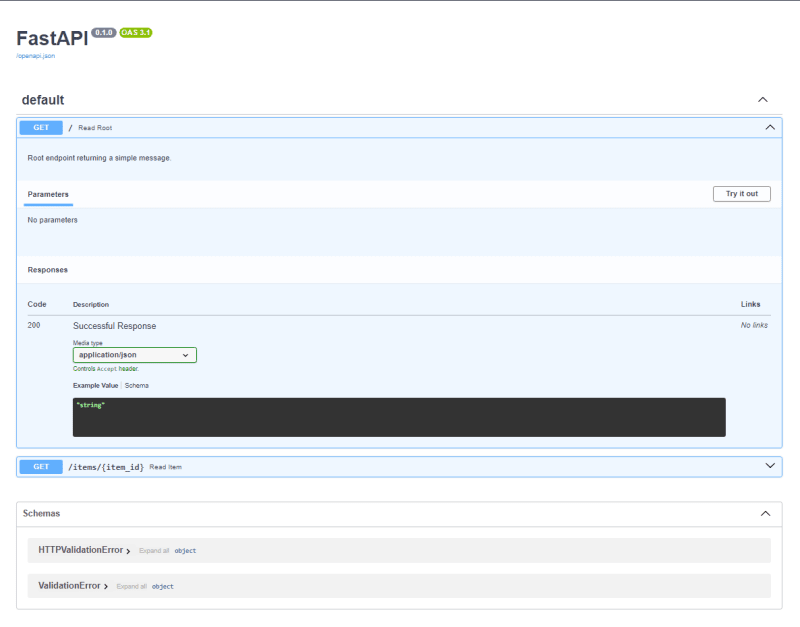 FastAPI 0.1.0 OAS 3.1
/openapi.json
default
GET / Read Root
Root endpoint returning a simple message.
Parameters Try it out
No parameters
Responses
Code Description Links
200 Successful Response No links
Media type
application/json
Controls Accept header.
Example Value Schema
"string"
GET /items/{item_id} Read Item
Schemas
HTTPValidationError Expand all object
ValidationError Expand all object